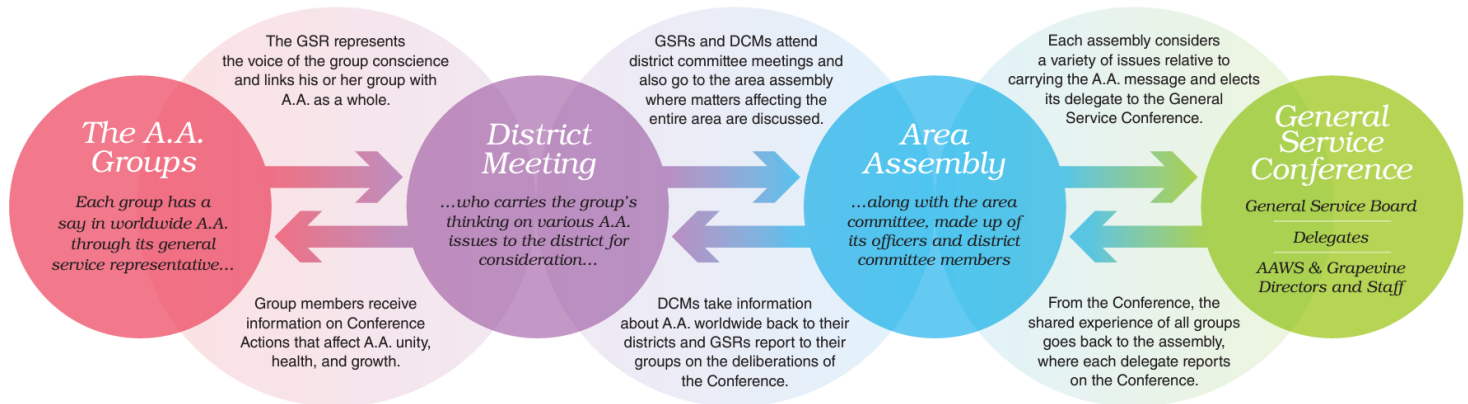 The GSR represents
the voice of the group conscience
and links his or her group with
A.A. as a whole.
GSRs and DCMs attend
district committee meetings and
also go to the area assembly
where matters affecting the
entire area are discussed.
Each assembly considers
a variety of issues relative to
carrying the A.A. message and elects
its delegate to the General
Service Conference.
The A.A.
Groups
Each group has a
say in worldwide A.A.
through its general
service representative...
District
Meeting
...who carries the group's
thinking on various A.A.
issues to the district for
consideration...
Area
Assembly
...along with the area
committee, made up of
its officers and district
committee members
General
Service
Conference
General Service Board
Delegates
AAWS & Grapevine
Directors and Staff
Group members receive
information on Conference
Actions that affect A.A. unity,
health, and growth.
DCMs take information
about A.A. worldwide back to their
districts and GSRs report to their
groups on the deliberations of
the Conference.
From the Conference, the
shared experience of all groups
goes back to the assembly,
where each delegate reports
on the Conference.